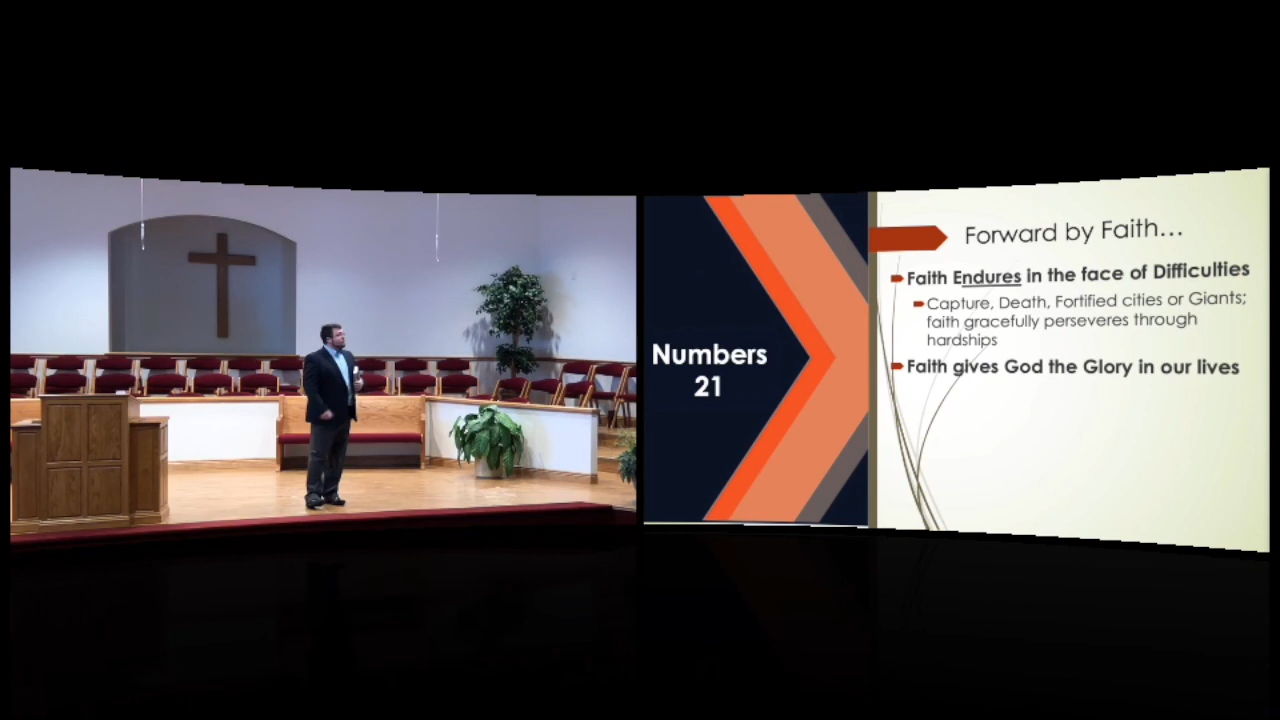 Numbers
21
Forward by Faith...
Faith Endures in the face of Difficulties
Capture, Death, Fortified cities or Giants;
faith gracefully perseveres through
hardships
Faith gives God the Glory in our lives